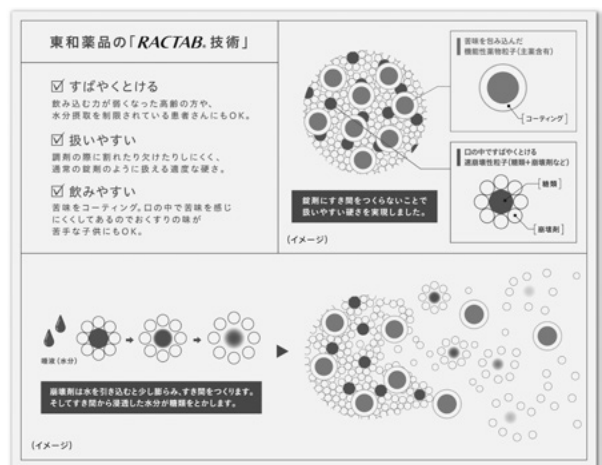 東和薬品の「RACTAB®技術」
☑ すばやくとける
飲み込む力が弱くなった高齢の方や、
水分摂取を制限されている患者さんにもOK。
☑ 扱いやすい
調剤の際に割れたり欠けたりしにくく、
通常の錠剤のように扱える適度な硬さ。
☑ 飲みやすい
苦味をコーティング。口の中で苦味を感じ
にくくしてあるのでおくすりの味が
苦手な子供にもOK。
苦味を包み込んだ
機能性薬物粒子(主薬含有)
[コーティング]
口の中ですばやくとける
速崩壊性粒子(糖類+崩壊剤など)
[糖類]
[崩壊剤]
錠剤にすき間をつくらないことで
扱いやすい硬さを実現しました。
(イメージ)
唾液(水分)
崩壊剤は水を引き込むと少し膨らみ、すき間をつくります。
そしてすき間から浸透した水分が糖類をとかします。
(イメージ)